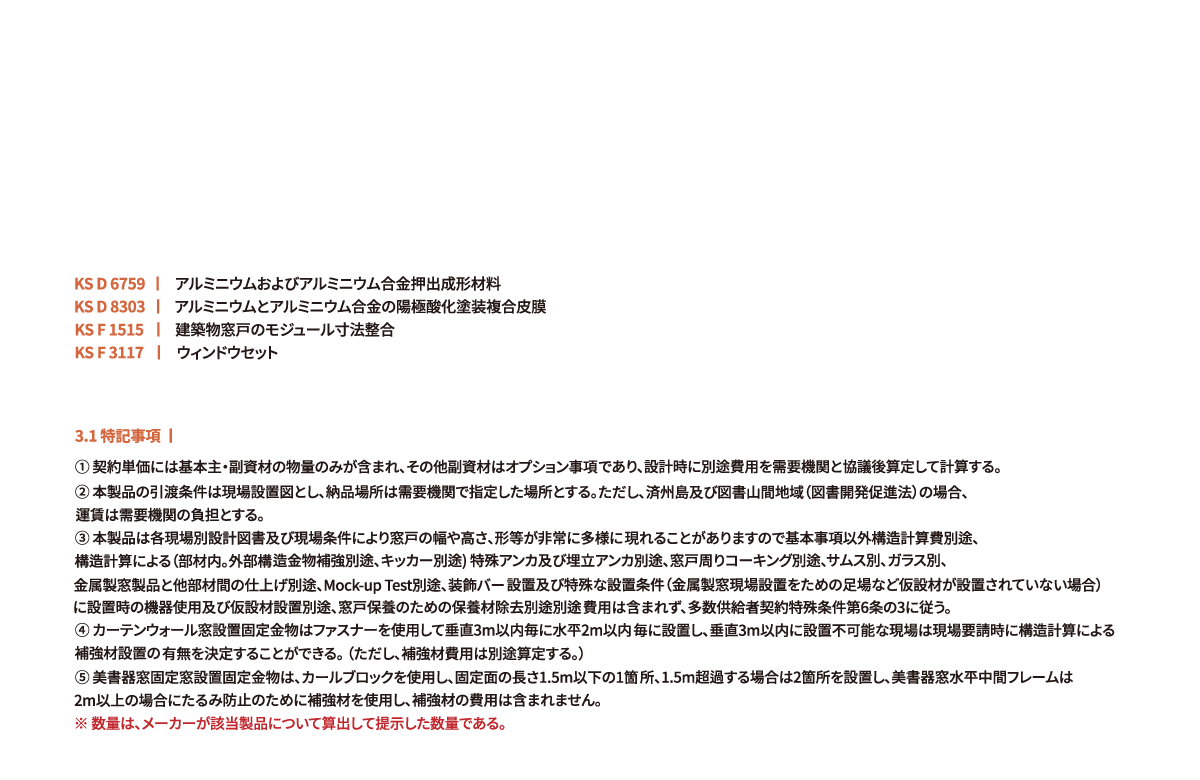 KS D 6759 | アルミニウムおよびアルミニウム合金押出成形材料
KS D 8303 | アルミニウムとアルミニウム合金の陽極酸化塗装複合皮膜
KS F 1515 | 建築物窓戸のモジュール寸法整合
KS F 3117 | ウィンドウセット
3.1 特記事項 |
① 契約単価には基本主・副資材の物量のみが含まれ、その他副資材はオプション事項であり、設計時に別途費用を需要機関と協議後算定して計算する。
② 本製品の引渡条件は現場設置図とし、納品場所は需要機関で指定した場所とする。ただし、済州島及び図書山間地域（図書開発促進法）の場合、
運賃は需要機関の負担とする。
③ 本製品は各現場別設計図書及び現場条件により窓戸の幅や高さ、形等が非常に多様に現れることがありますので基本事項以外構造計算費別途、
構造計算による（部材内。外部構造金物補強別途、キッカー別途) 特殊アンカ及び埋立アンカ別途、窓戸周りコーキング別途、サムス別、ガラス別、
金属製窓製品と他部材間の仕上げ別途、Mock-up Test別途、装飾バー設置及び特殊な設置条件（金属製窓現場設置をための足場など仮設材が設置されていない場合）
に設置時の機器使用及び仮設材設置別途、窓戸保養のための保養材除去別途別途費用は含まれず、多数供給者契約特殊条件第6条の3に従う。
④ カーテンウォール窓設置固定金物はファスナーを使用して垂直3m以内毎に水平2m以内毎に設置し、垂直3m以内に設置不可能な現場は現場要請時に構造計算による
補強材設置の有無を決定することができる。（ただし、補強材費用は別途算定する。）
⑤ 美書器窓固定窓設置固定金物は、カールブロックを使用し、固定面の長さ1.5m以下の1箇所、1.5m超過する場合は2箇所を設置し、美書器窓水平中間フレームは
2m以上の場合にたるみ防止のために補強材を使用し、補強材の費用は含まれません。
※ 数量は、メーカーが該当製品について算出して提示した数量である。